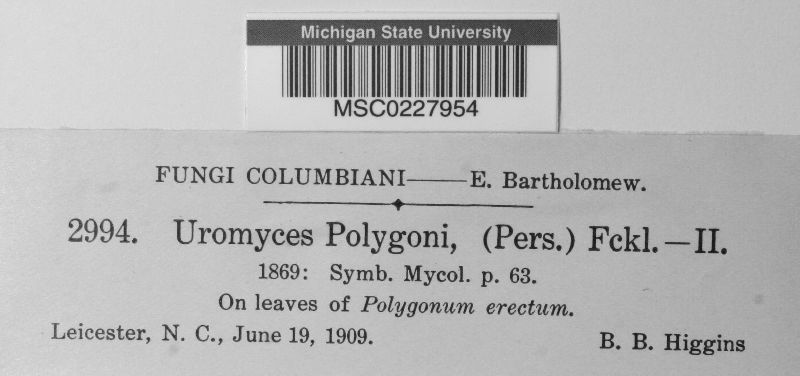 Michigan State University
MSC0227954
FUNGI COLUMBIANI——E. Bartholomew.
2994. Uromyces Polygoni, (Pers.) Fckl.—II.
1869: Symb. Mycol. p. 63.
On leaves of Polygonum erectum.
Leicester, N. C., June 19, 1909. B. B. Higgins